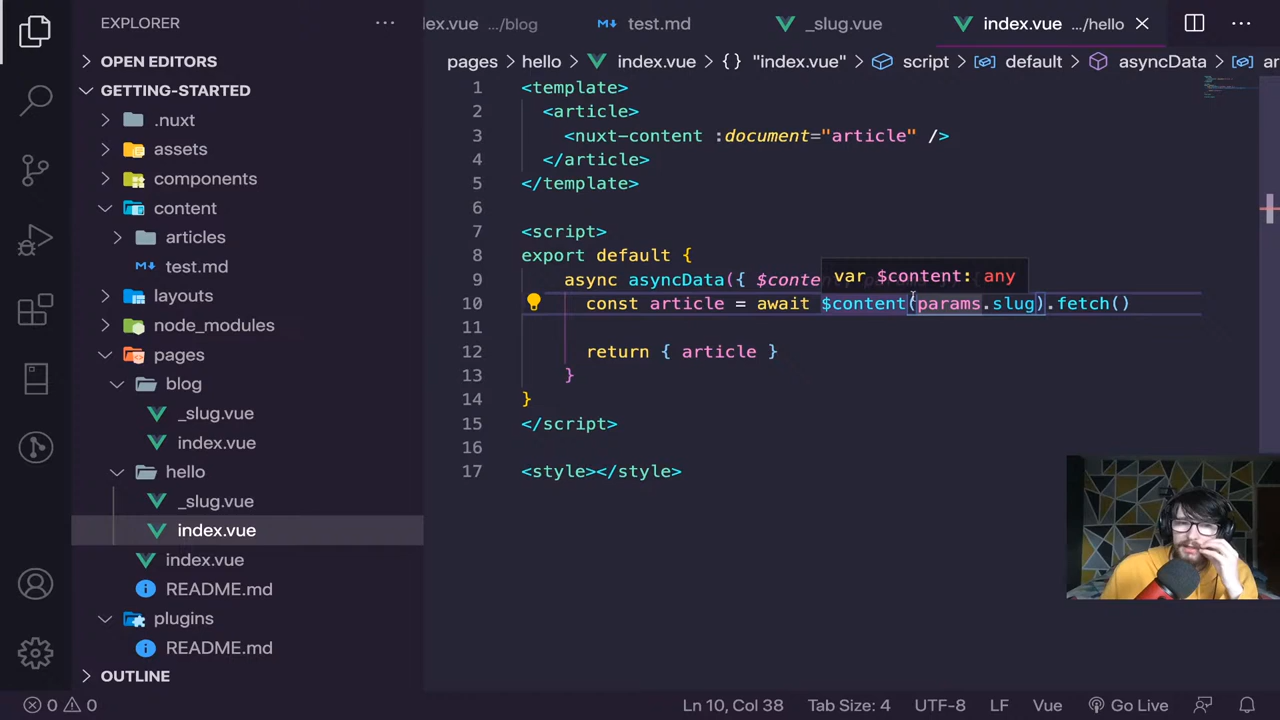 EXPLORER
OPEN EDITORS
GETTING-STARTED
.nuxt
assets
components
content
articles
test.md
layouts
node_modules
pages
blog
_slug.vue
index.vue
hello
_slug.vue
index.vue
index.vue
README.md
plugins
README.md
OUTLINE
dex.vue .../blog
test.md
_slug.vue
index.vue .../hello
pages > hello > index.vue > {} "index.vue" > script > default > asyncData > ar
1 <template>
2 <article>
3 <nuxt-content :document="article" />
4 </article>
5 </template>
6
7 <script>
8 export default {
var $content: any
9 async asyncData({ $conte
10 const article = await $content(params.slug).fetch()
11
12 return { article }
13 }
14 }
15 </script>
16
17 <style></style>
0 0 Ln 10, Col 38 Tab Size: 4 UTF-8 LF Vue Go Live